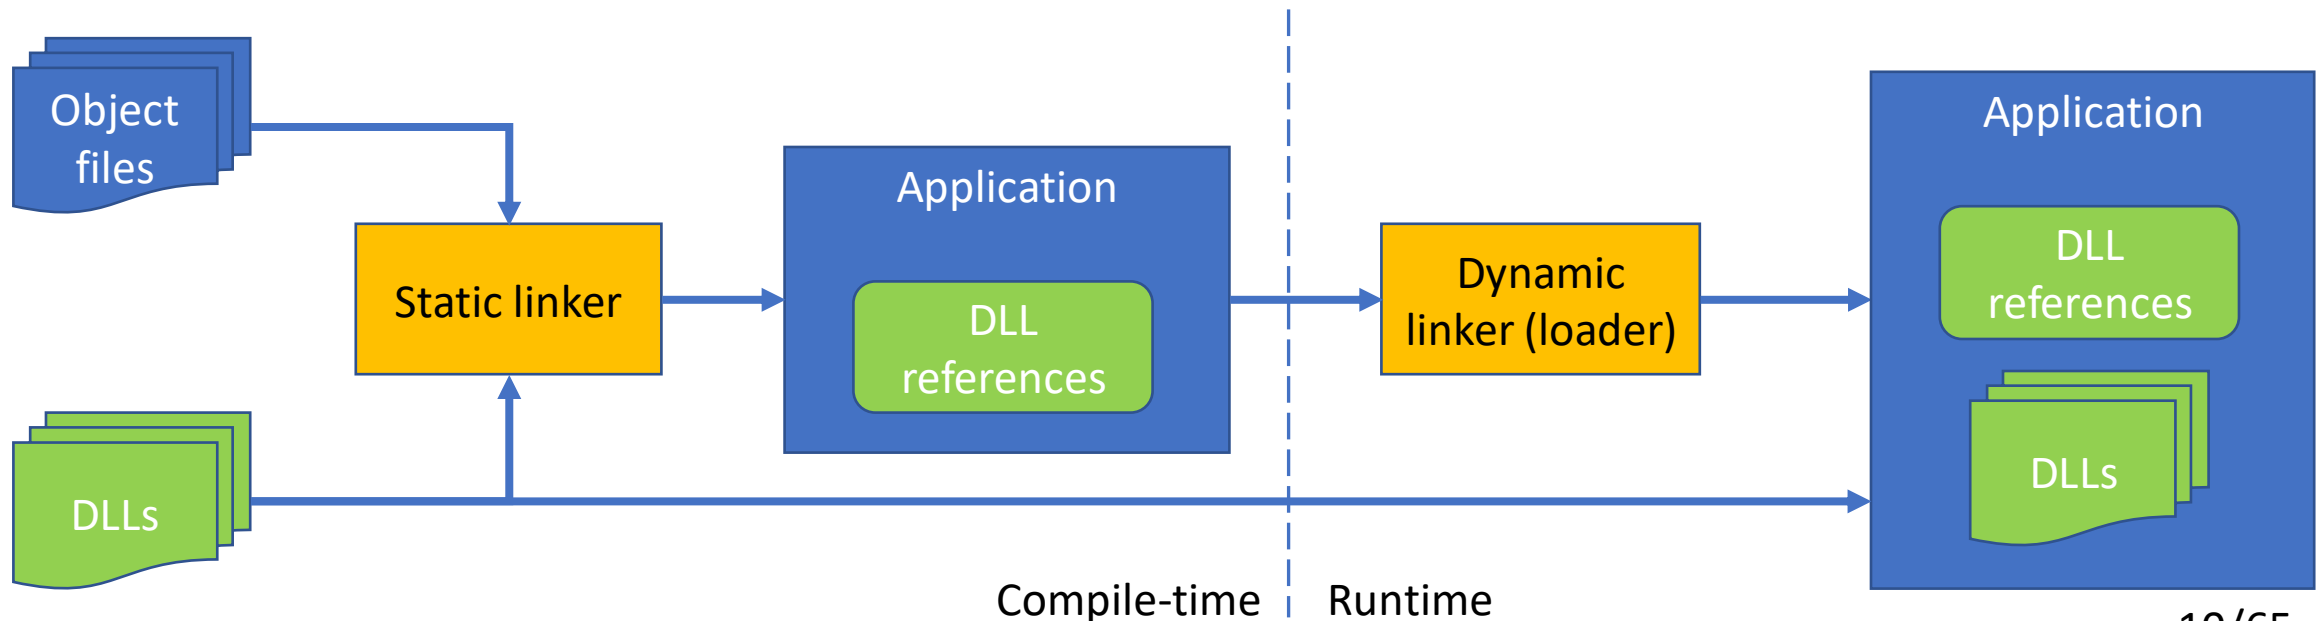 Object
files
Static linker
DLLs
Application
DLL
references
Compile-time
Runtime
Dynamic
linker (loader)
Application
DLL
references
DLLs